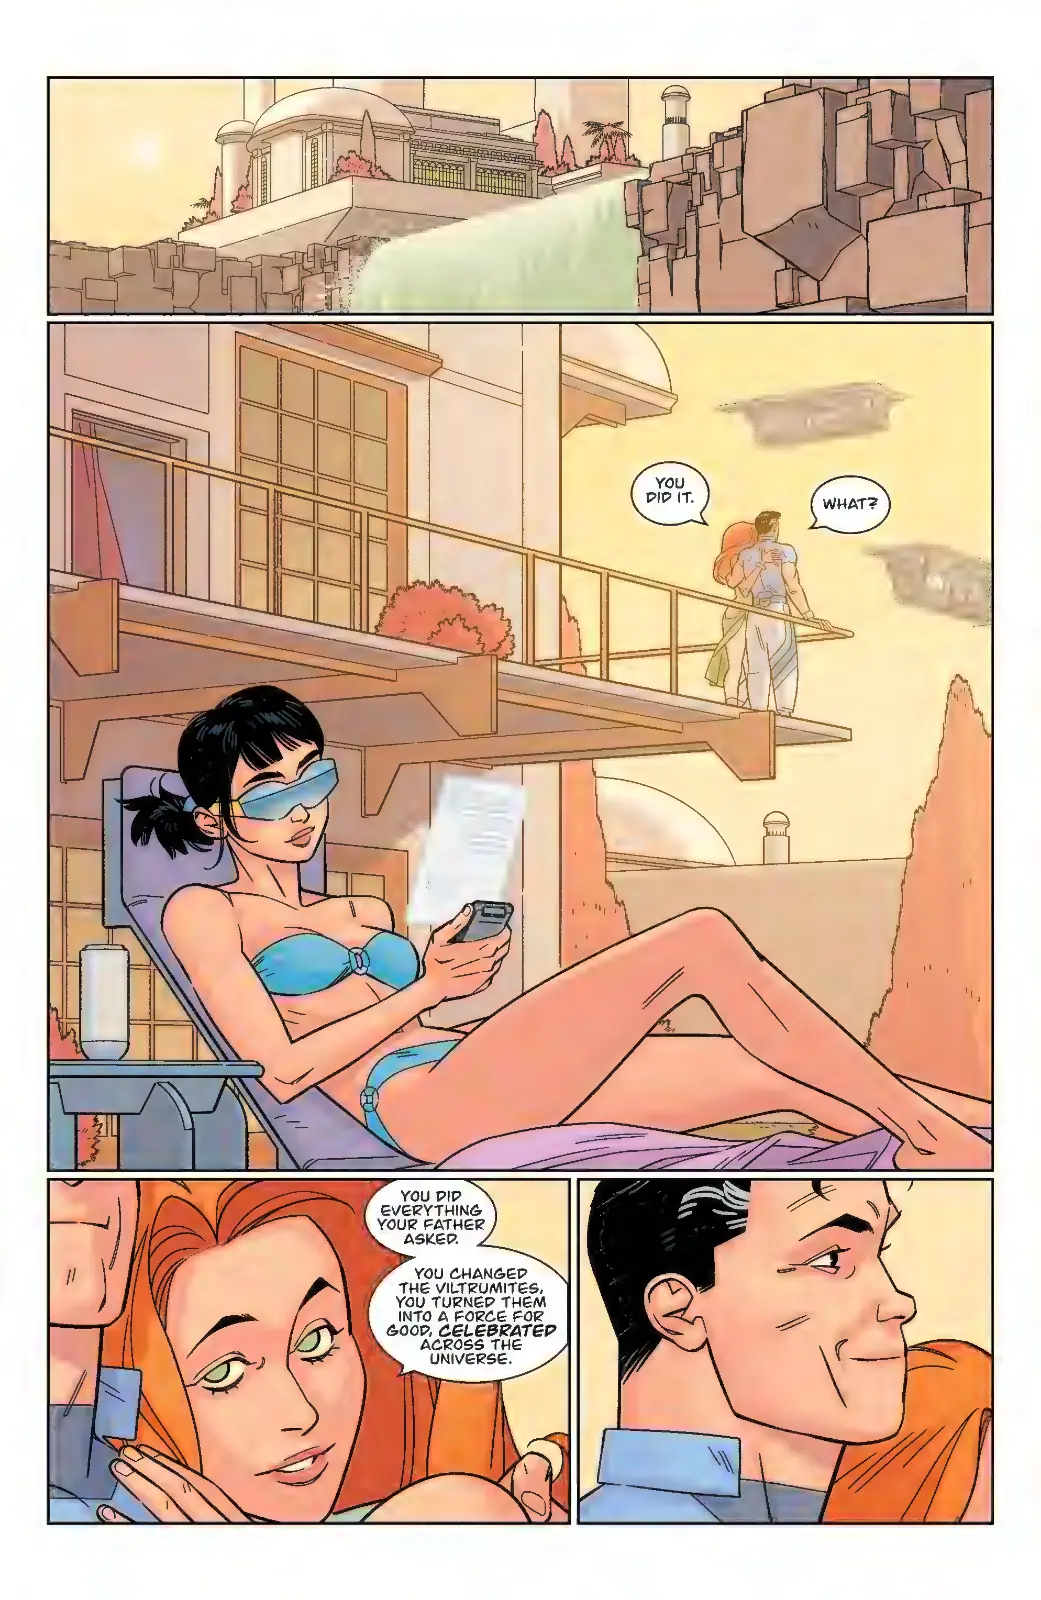 YOU
DID IT.
WHAT?
YOU DID
EVERYTHING
YOUR FATHER
ASKED.
YOU CHANGED
THE VILTRUMITES,
YOU TURNED THEM
INTO A FORCE FOR
GOOD, CELEBRATED
ACROSS THE
UNIVERSE.